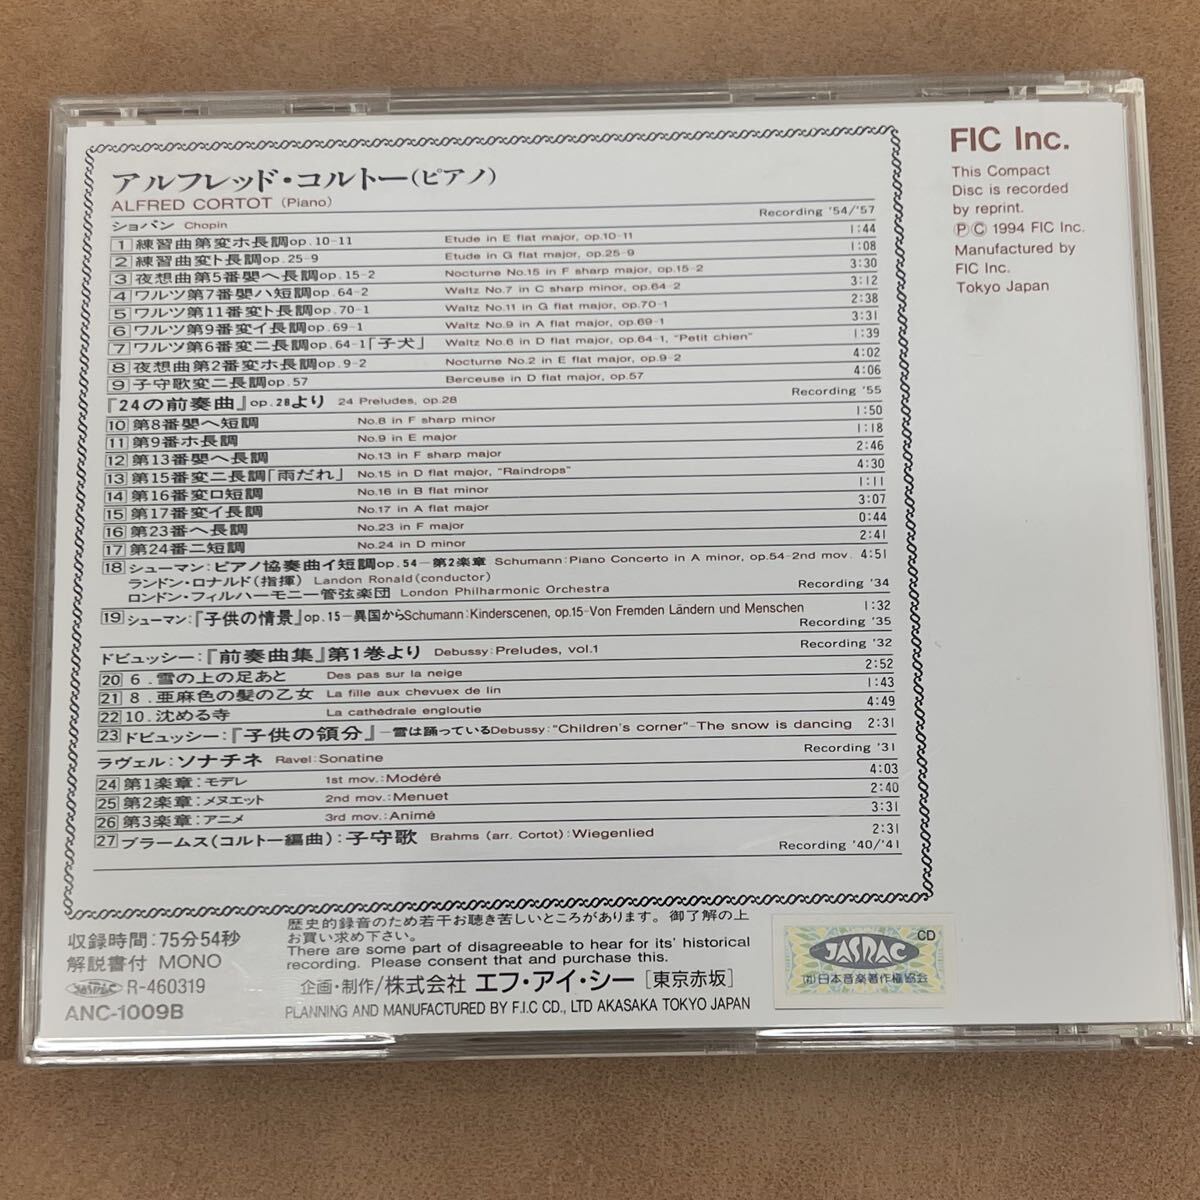 アルフレッド・コルトー(ピアノ)
ALFRED CORTOT (Piano)
ショパン Chopin Recording '54/'57
1 練習曲第変ホ長調op.10-11 Etude in E flat major, op.10-11 1:44
2 練習曲変ト長調op.25-9 Etude in G flat major, op.25-9 1:08
3 夜想曲第5番嬰ヘ長調op.15-2 Nocturne No.15 in F sharp major, op.15-2 3:30
4 ワルツ第7番嬰ハ短調op.64-2 Waltz No.7 in C sharp minor, op.64-2 3:12
5 ワルツ第11番変ト長調op.70-1 Waltz No.11 in G flat major, op.70-1 2:38
6 ワルツ第9番変イ長調op.69-1 Waltz No.9 in A flat major, op.69-1 3:31
7 ワルツ第6番変ニ長調op.64-1「子犬」 Waltz No.6 in D flat major, op.64-1, "Petit chien" 1:39
8 夜想曲第2番変ホ長調op.9-2 Nocturne No.2 in E flat major, op.9-2 4:02
9 子守歌変ニ長調op.57 Berceuse in D flat major, op.57 4:06
『24の前奏曲』op.28より 24 Preludes, op.28 Recording '55
10 第8番嬰ヘ短調 No.8 in F sharp minor 1:50
11 第9番ホ長調 No.9 in E major 1:18
12 第13番嬰ヘ長調 No.13 in F sharp major 2:46
13 第15番変ニ長調「雨だれ」 No.15 in D flat major, "Raindrops" 4:30
14 第16番変ロ短調 No.16 in B flat minor 1:11
15 第17番変イ長調 No.17 in A flat major 3:07
16 第23番ヘ長調 No.23 in F major 0:44
17 第24番ニ短調 No.24 in D minor 2:41
18 シューマン:ピアノ協奏曲イ短調op.54-第2楽章 Schumann:Piano Concerto in A minor, op.54-2nd mov. 4:51
ランドン・ロナルド(指揮) Landon Ronald(conductor)
ロンドン・フィルハーモニー管弦楽団 London Philharmonic Orchestra Recording '34
19 シューマン:『子供の情景』op.15-異国からSchumann:Kinderscenen, op.15-Von Fremden Ländern und Menschen 1:32
Recording '35
ドビュッシー:『前奏曲集』第1巻より Debussy:Preludes, vol.1 Recording '32
20 6.雪の上の足あと Des pas sur la neige 2:52
21 8.亜麻色の髪の乙女 La fille aux chevuex de lin 1:43
22 10.沈める寺 La cathédrale engloutie 4:49
23 ドビュッシー:『子供の領分』-雪は踊っているDebussy:"Children's corner"-The snow is dancing 2:31
ラヴェル:ソナチネ Ravel:Sonatine Recording '31
24 第1楽章:モデレ 1st mov.:Modéré 4:03
25 第2楽章:メヌエット 2nd mov.:Menuet 2:40
26 第3楽章:アニメ 3rd mov.:Animé 3:31
27 ブラームス(コルトー編曲):子守歌 Brahms (arr. Cortot):Wiegenlied 2:31
Recording '40/'41
収録時間:75分54秒
解説書付 MONO
JASRAC R-460319
ANC-1009B
歴史的録音のため若干お聴き苦しいところがあります。御了解の上
お買い求め下さい。
There are some part of disagreeable to hear for its' historical
recording. Please consent that and purchase this.
企画・制作/株式会社 エフ・アイ・シー[東京赤坂]
PLANNING AND MANUFACTURED BY F.I.C CD., LTD AKASAKA TOKYO JAPAN
CD
JASRAC
(社)日本音楽著作権協会
FIC Inc.
This Compact
Disc is recorded
by reprint.
ⓅⒸ 1994 FIC Inc.
Manufactured by
FIC Inc.
Tokyo Japan